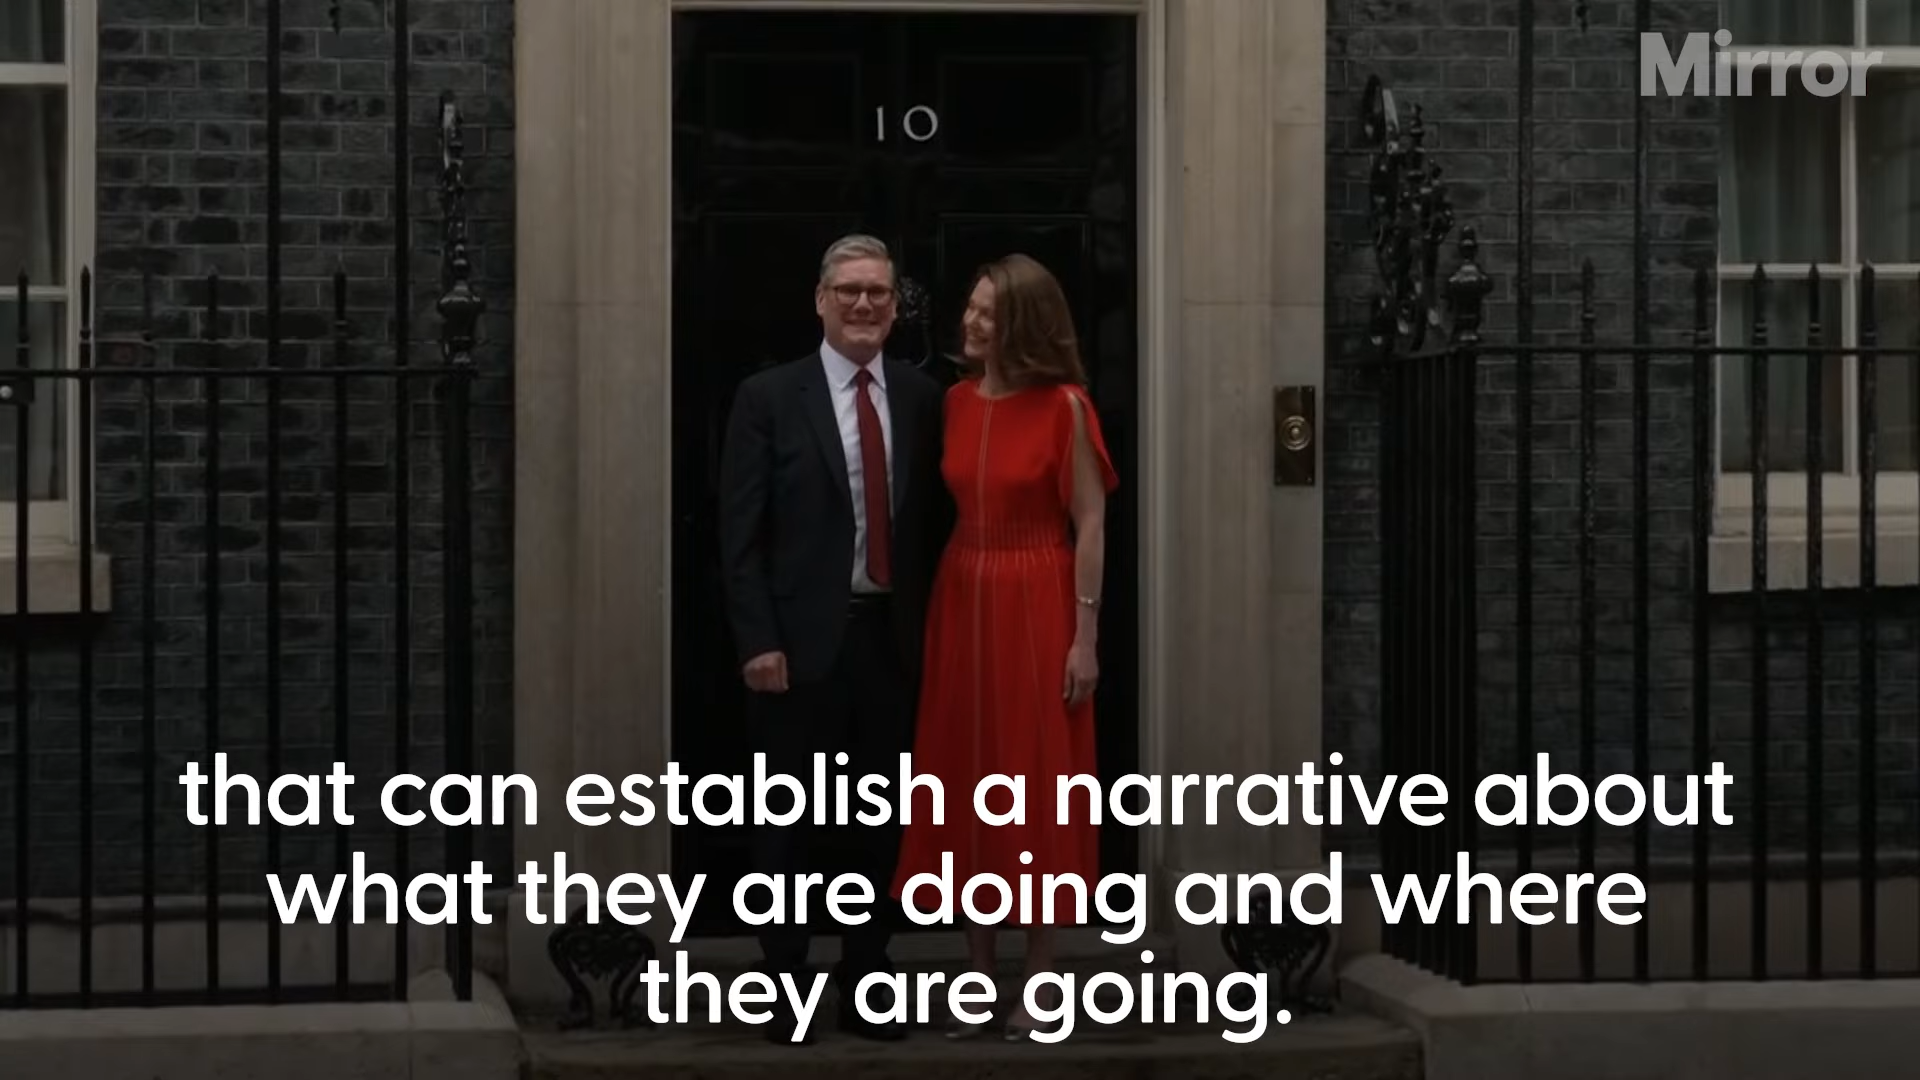 Mirror
10
that can establish a narrative about
what they are doing and where
they are going.